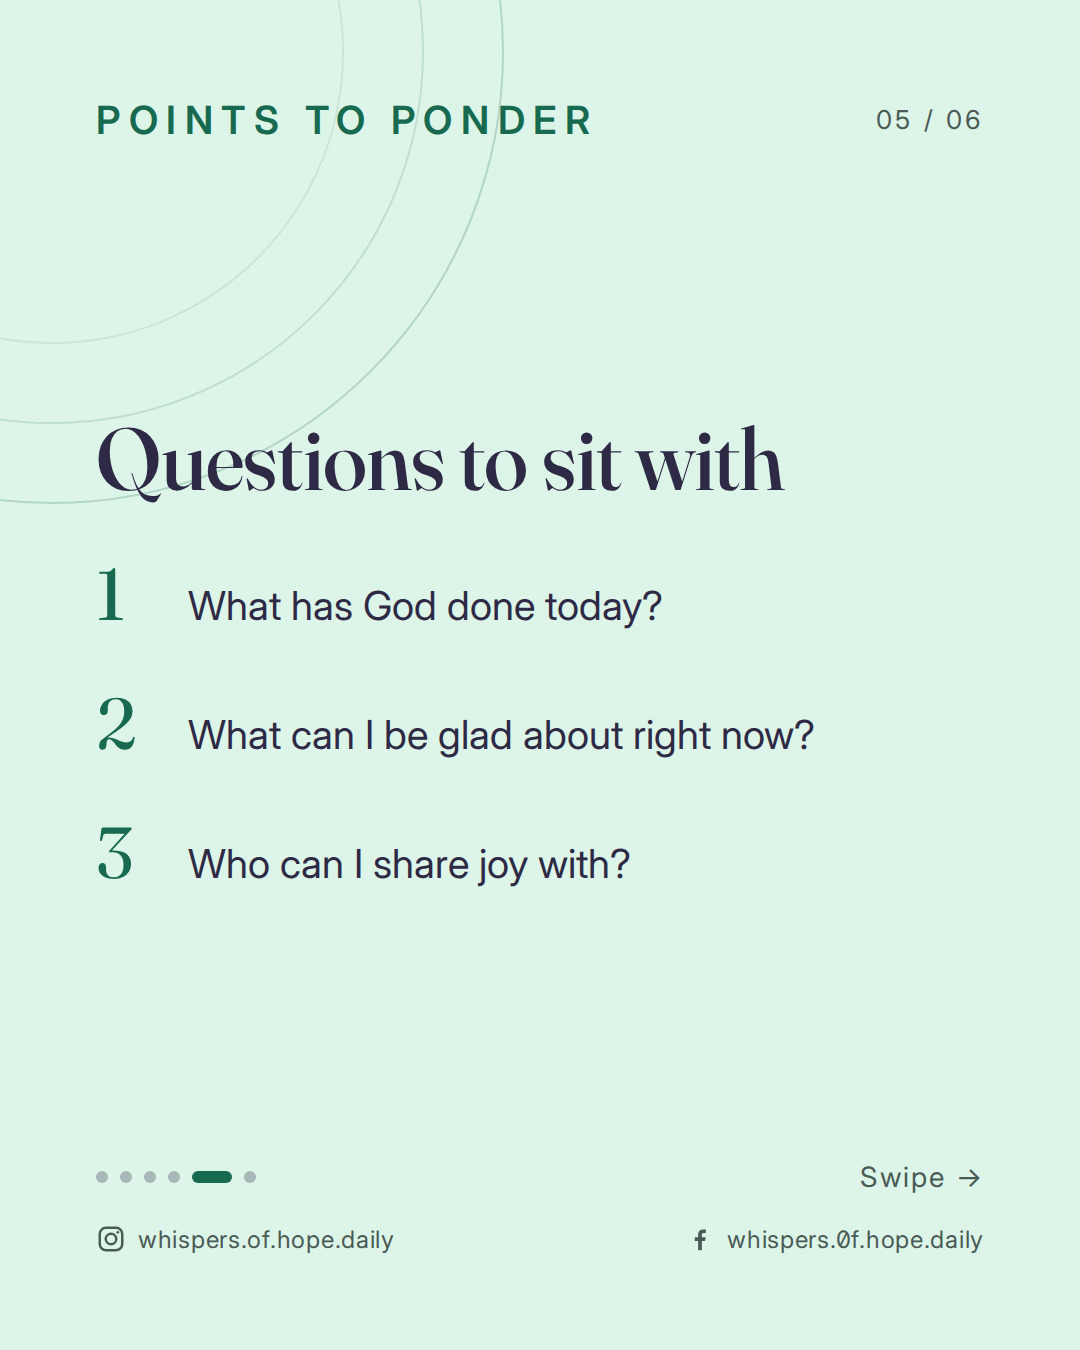 POINTS TO PONDER
05 / 06
Questions to sit with
1 What has God done today?
2 What can I be glad about right now?
3 Who can I share joy with?
Swipe →
whispers.of.hope.daily
whispers.0f.hope.daily